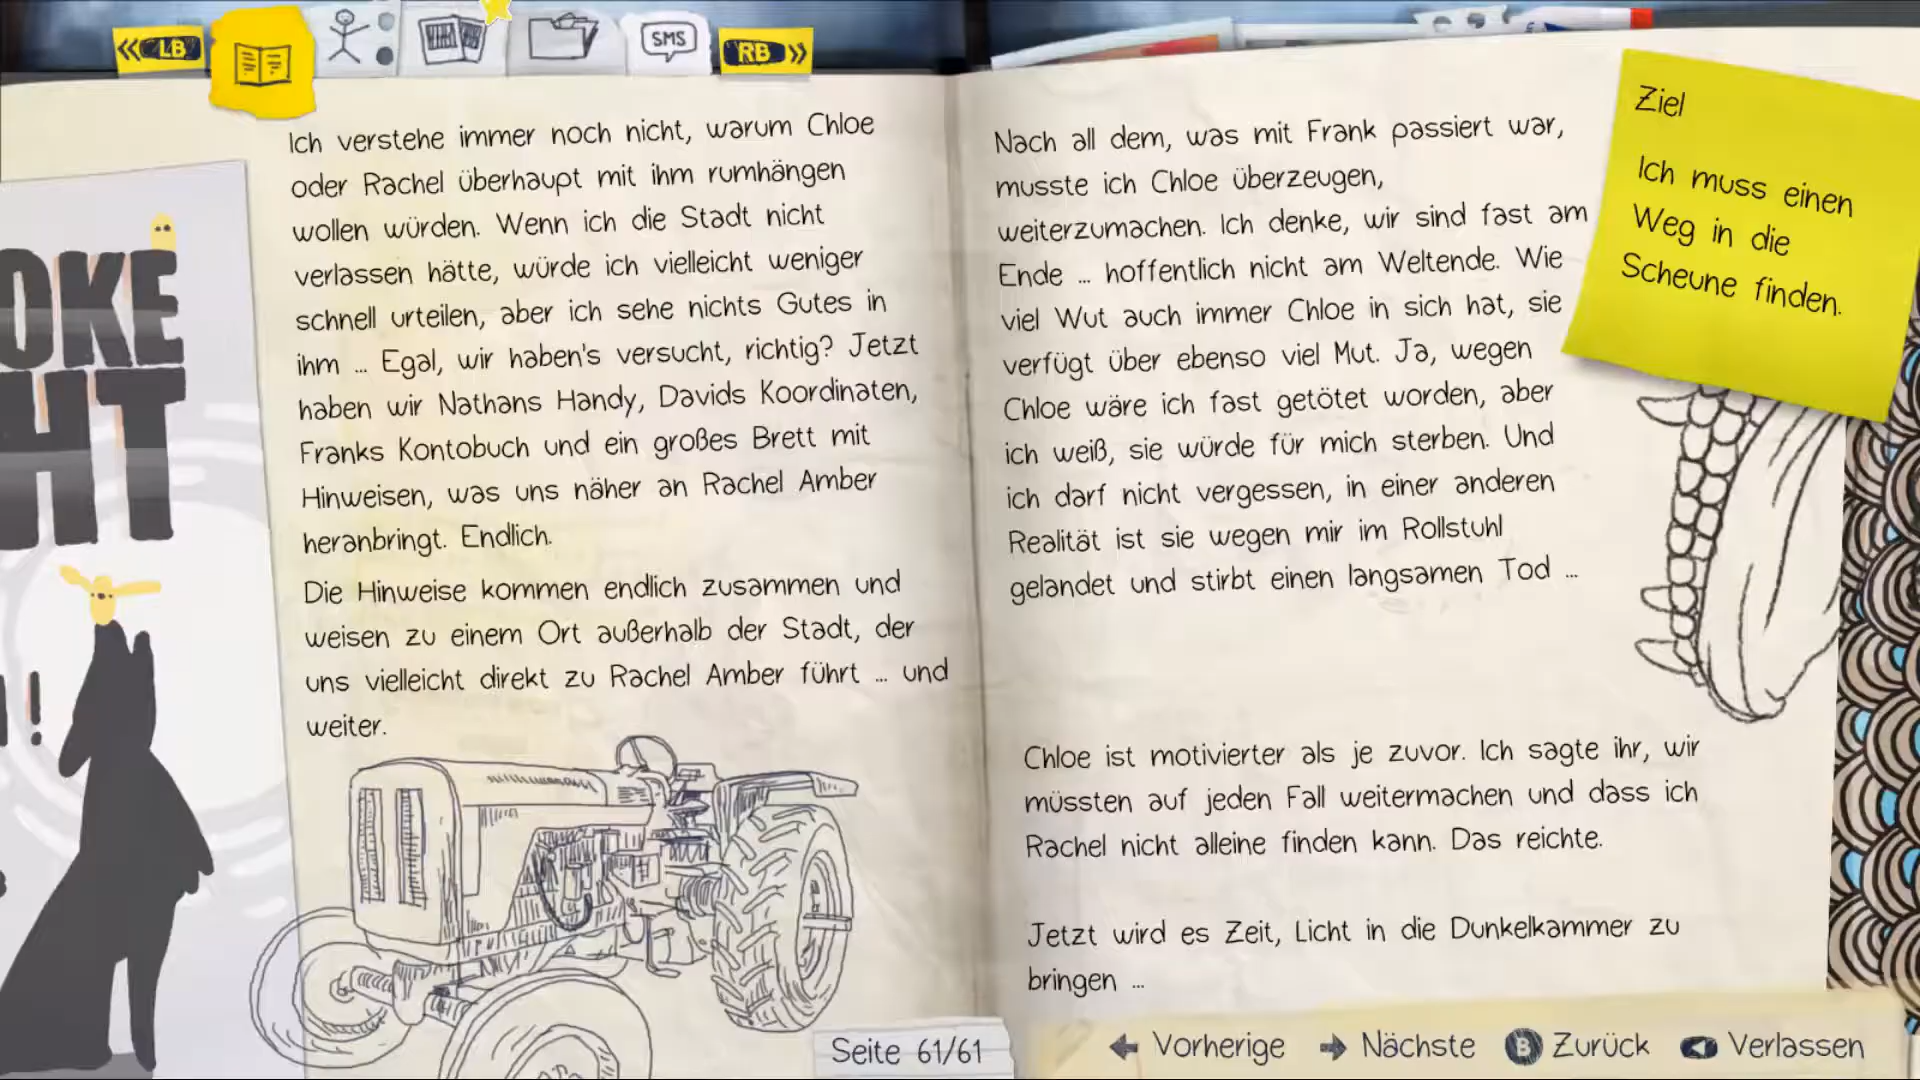 LB
SMS
RB
Ich verstehe immer noch nicht, warum Chloe
oder Rachel überhaupt mit ihm rumhängen
wollen würden. Wenn ich die Stadt nicht
verlassen hätte, würde ich vielleicht weniger
schnell urteilen, aber ich sehe nichts Gutes in
ihm ... Egal, wir haben's versucht, richtig? Jetzt
haben wir Nathans Handy, Davids Koordinaten,
Franks Kontobuch und ein großes Brett mit
Hinweisen, was uns näher an Rachel Amber
heranbringt. Endlich.
Die Hinweise kommen endlich zusammen und
weisen zu einem Ort außerhalb der Stadt, der
uns vielleicht direkt zu Rachel Amber führt ... und
weiter.
OKE
HT
!
Nach all dem, was mit Frank passiert war,
musste ich Chloe überzeugen,
weiterzumachen. Ich denke, wir sind fast am
Ende ... hoffentlich nicht am Weltende. Wie
viel Wut auch immer Chloe in sich hat, sie
verfügt über ebenso viel Mut. Ja, wegen
Chloe wäre ich fast getötet worden, aber
ich weiß, sie würde für mich sterben. Und
ich darf nicht vergessen, in einer anderen
Realität ist sie wegen mir im Rollstuhl
gelandet und stirbt einen langsamen Tod ...
Chloe ist motivierter als je zuvor. Ich sagte ihr, wir
müssten auf jeden Fall weitermachen und dass ich
Rachel nicht alleine finden kann. Das reichte.
Jetzt wird es Zeit, Licht in die Dunkelkammer zu
bringen ...
Ziel
Ich muss einen
Weg in die
Scheune finden.
Seite 61/61
Vorherige
Nächste
B Zurück
Verlassen